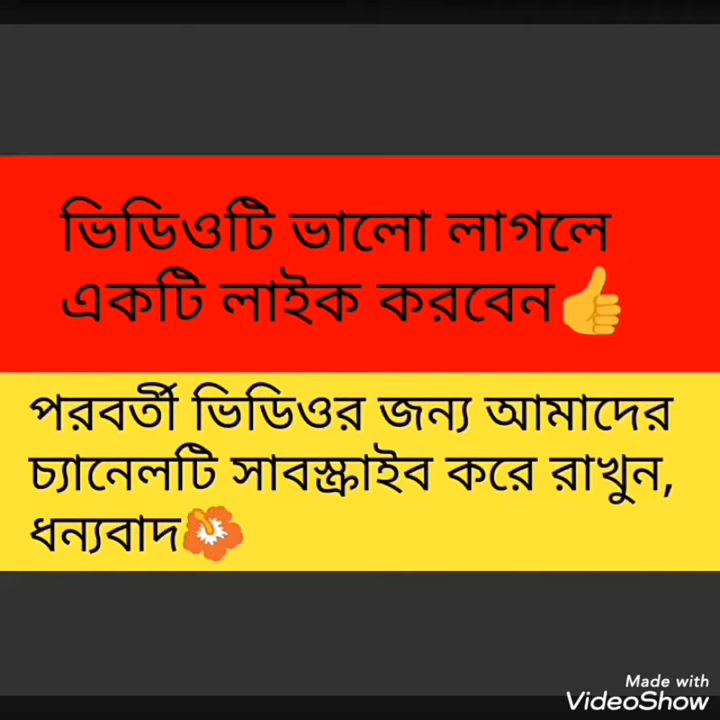 ভিডিওটি ভালো লাগলে
একটি লাইক করবেন👍
পরবর্তী ভিডিওর জন্য আমাদের
চ্যানেলটি সাবস্ক্রাইব করে রাখুন,
ধন্যবাদ🌺
Made with
VideoShow